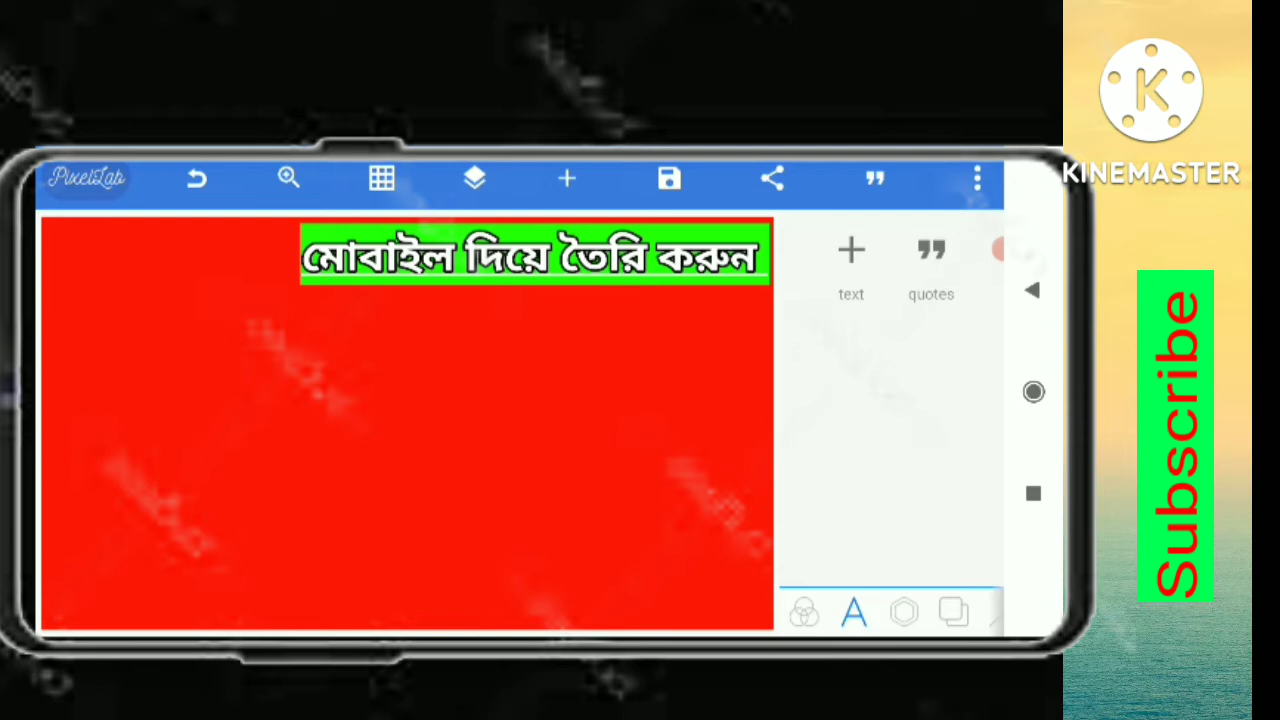 PixelLab
মোবাইল দিয়ে তৈরি করুন
text
quotes
KINEMASTER
Subscribe